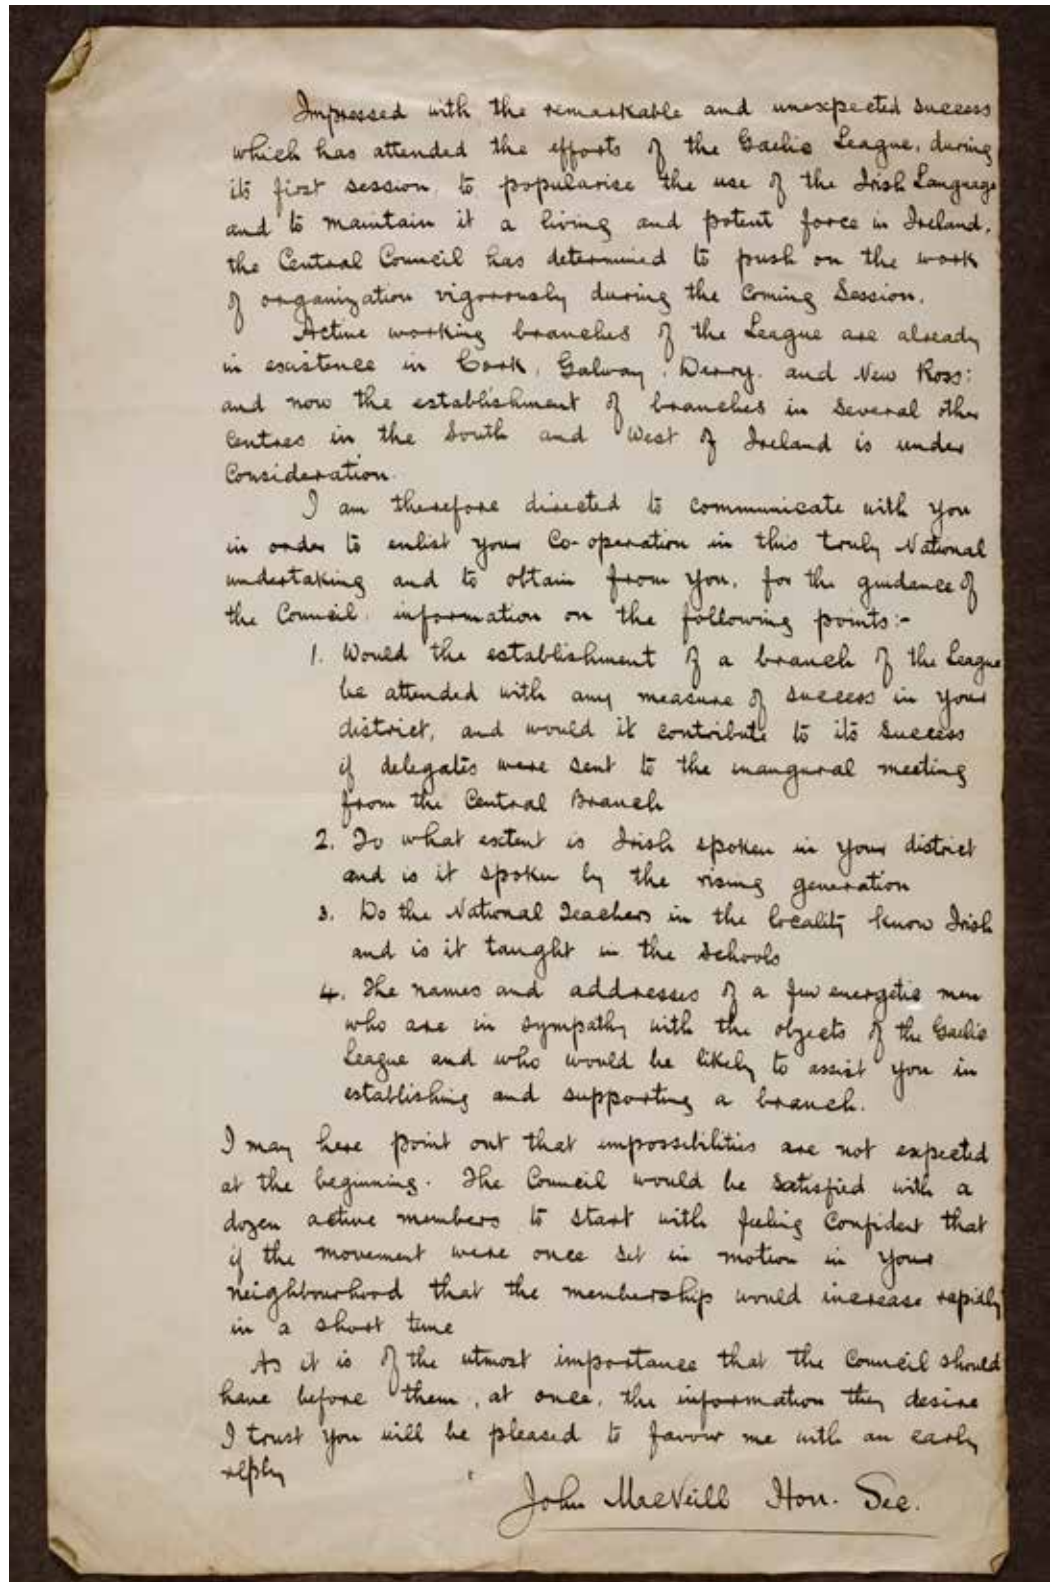 Impressed with the remarkable and unexpected success
which has attended the efforts of the Gaelic League, during
its first session, to popularise the use of the Irish Language
and to maintain it a living and potent force in Ireland,
the Central Council has determined to push on the work
of organization vigorously during the Coming Session.
Active working branches of the League are already
in existence in Cork, Galway, Derry, and New Ross:
and now the establishment of branches in several other
Centres in the South and West of Ireland is under
Consideration.
I am therefore directed to communicate with you
in order to enlist your Co-operation in this truly National
undertaking and to obtain from you, for the guidance of
the Council, information on the following points:-
1. Would the establishment of a branch of the League
be attended with any measure of success in your
district, and would it contribute to its success
if delegates were sent to the inaugural meeting
from the Central Branch
2. To what extent is Irish spoken in your district
and is it spoken by the rising generation
3. Do the National Teachers in the locality know Irish
and is it taught in the schools
4. The names and addresses of a few energetic men
who are in sympathy with the objects of the Gaelic
League and who would be likely to assist you in
establishing and supporting a branch.
I may here point out that impossibilities are not expected
at the beginning. The Council would be satisfied with a
dozen active members to start with feeling Confident that
if the movement were once set in motion in your
neighbourhood that the membership would increase rapidly
in a short time
As it is of the utmost importance that the Council should
have before them, at once, the information they desire
I trust you will be pleased to favour me with an early
reply
John MacNeill Hon. Sec.